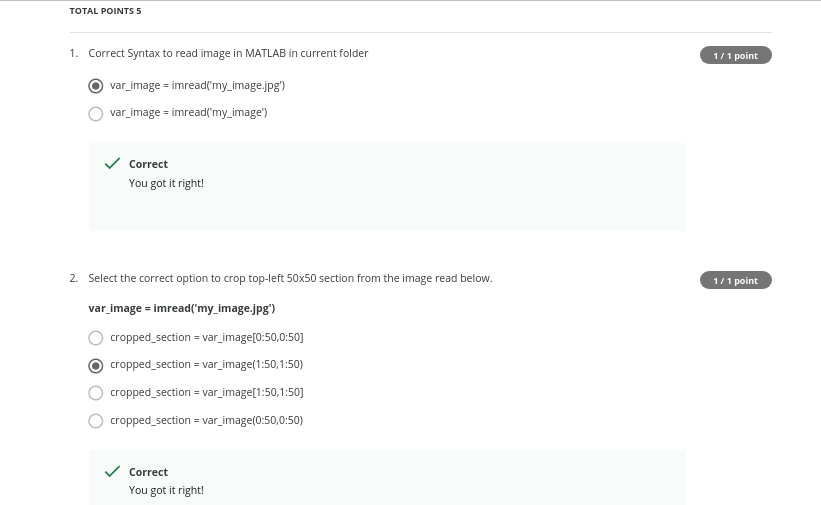 TOTAL POINTS 5
1. Correct Syntax to read image in MATLAB in current folder
1 / 1 point
var_image = imread('my_image.jpg')
var_image = imread('my_image')
Correct
You got it right!
2. Select the correct option to crop top-left 50x50 section from the image read below.
1 / 1 point
var_image = imread('my_image.jpg')
cropped_section = var_image[0:50,0:50]
cropped_section = var_image(1:50,1:50)
cropped_section = var_image[1:50,1:50]
cropped_section = var_image(0:50,0:50)
Correct
You got it right!